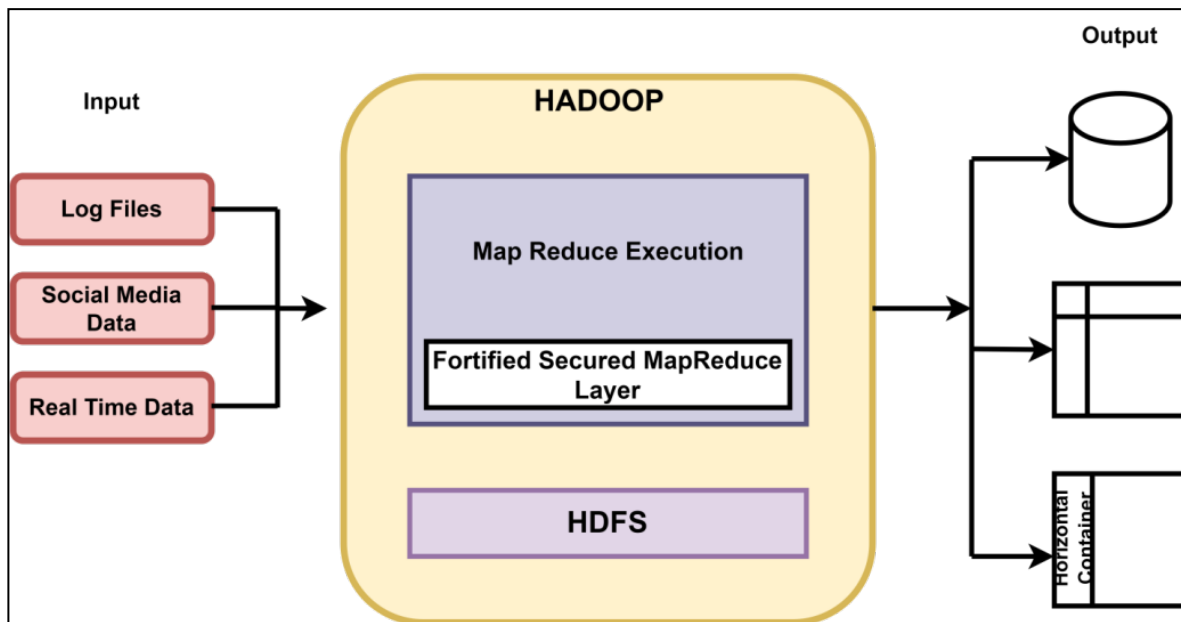 Input
Log Files
Social Media
Data
Real Time Data
HADOOP
Map Reduce Execution
Fortified Secured MapReduce
Layer
HDFS
Output
Horizontal
Container